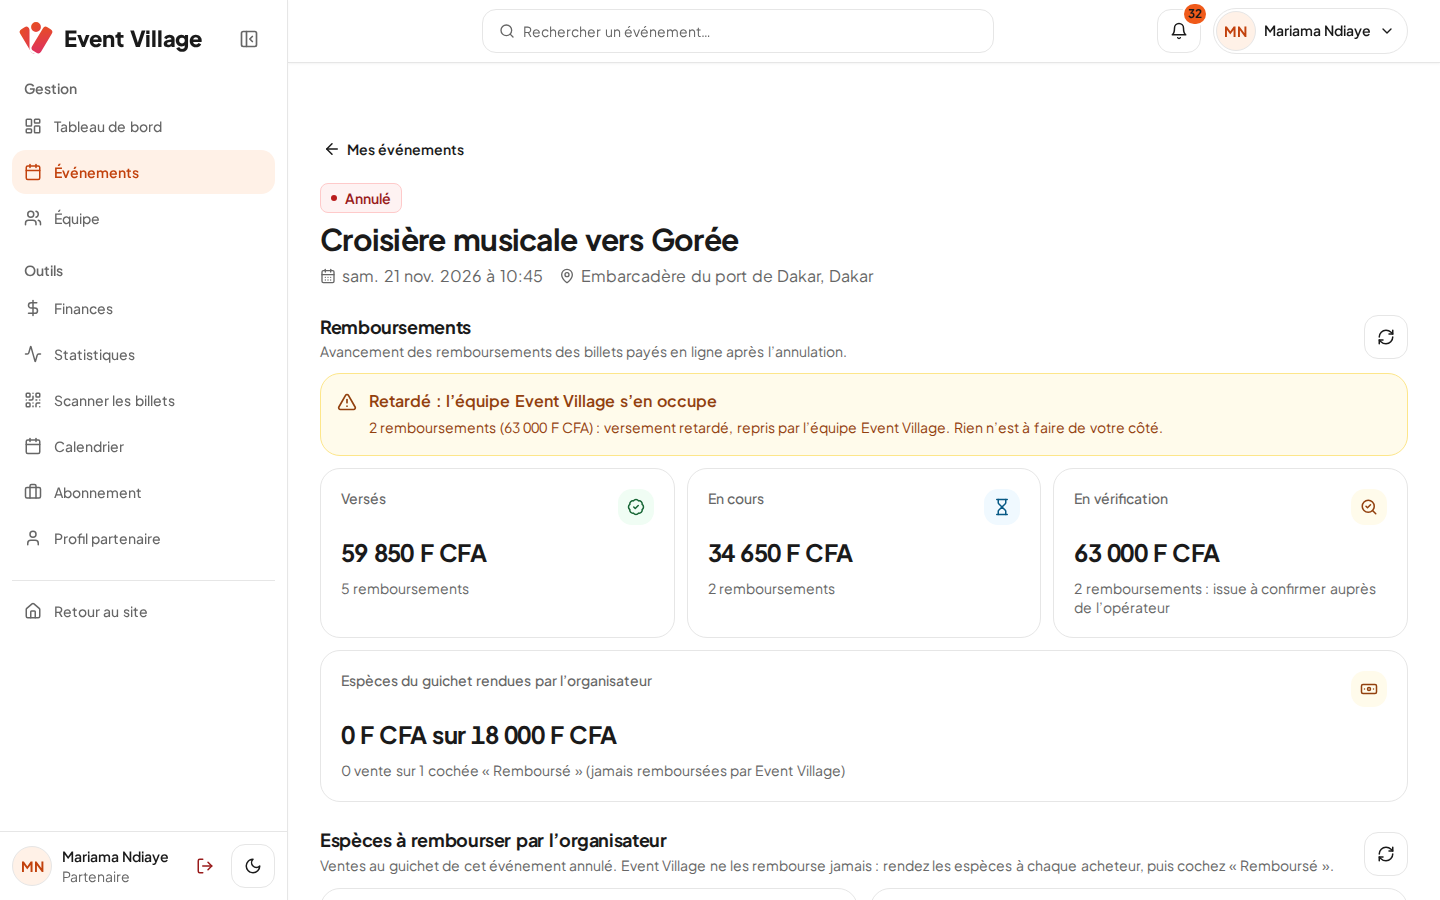 Event Village
Rechercher un événement...
32
MN
Mariama Ndiaye
Gestion
Tableau de bord
Événements
Équipe
Outils
Finances
Statistiques
Scanner les billets
Calendrier
Abonnement
Profil partenaire
Retour au site
MN
Mariama Ndiaye
Partenaire
Mes événements
Annulé
Croisière musicale vers Gorée
sam. 21 nov. 2026 à 10:45
Embarcadère du port de Dakar, Dakar
Remboursements
Avancement des remboursements des billets payés en ligne après l’annulation.
Retardé : l’équipe Event Village s’en occupe
2 remboursements (63 000 F CFA) : versement retardé, repris par l’équipe Event Village. Rien n’est à faire de votre côté.
Versés
59 850 F CFA
5 remboursements
En cours
34 650 F CFA
2 remboursements
En vérification
63 000 F CFA
2 remboursements : issue à confirmer auprès
de l’opérateur
Espèces du guichet rendues par l’organisateur
0 F CFA sur 18 000 F CFA
0 vente sur 1 cochée « Remboursé » (jamais remboursées par Event Village)
Espèces à rembourser par l’organisateur
Ventes au guichet de cet événement annulé. Event Village ne les rembourse jamais : rendez les espèces à chaque acheteur, puis cochez « Remboursé ».